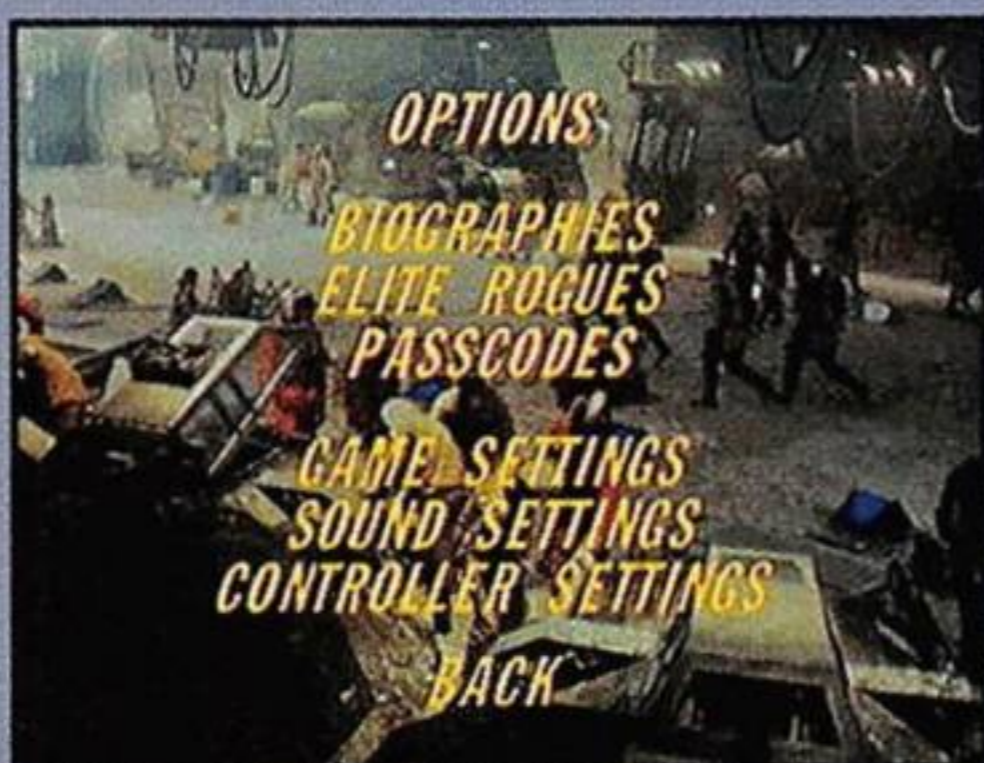 OPTIONS
BIOGRAPHIES
ELITE ROGUES
PASSCODES
GAME SETTINGS
SOUND SETTINGS
CONTROLLER SETTINGS
BACK